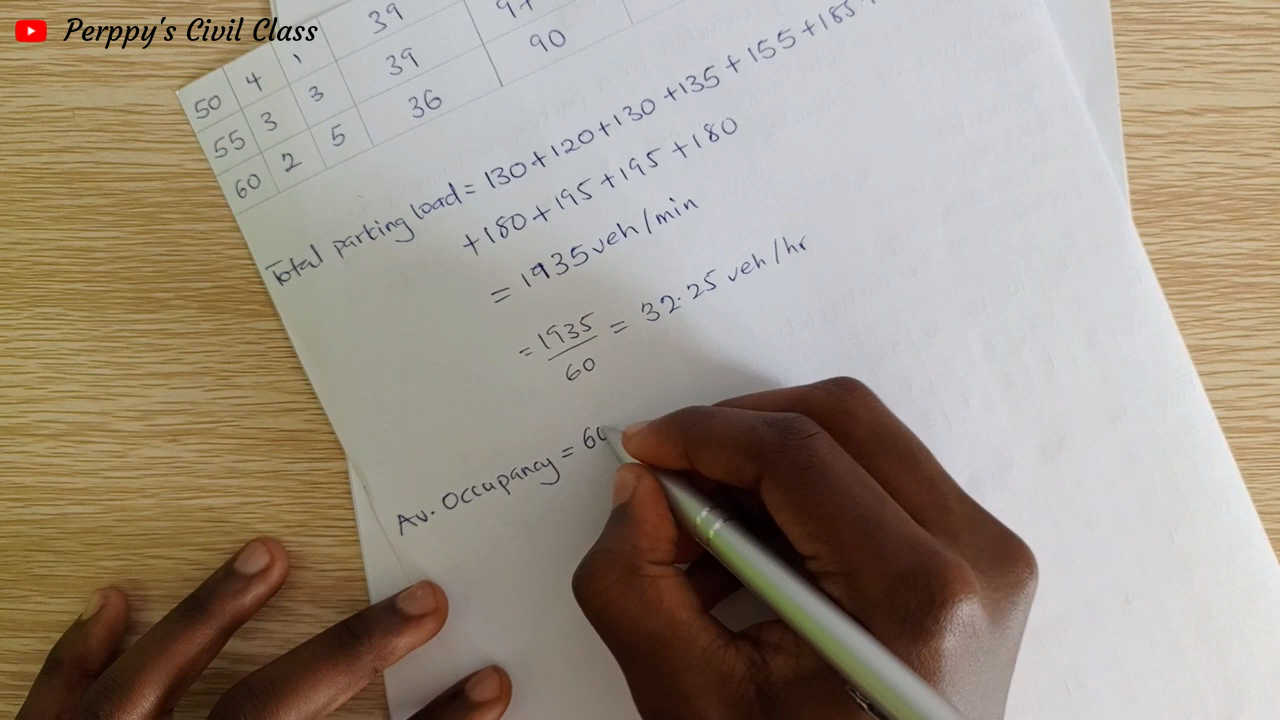 Perppy's Civil Class
39
50 4 1 39
90
55 3 3 39
60 2 5 36
Total parking load = 130+120+130+135+155+185+
+180+195+195+180
= 1935 veh/min
= 1935/60 = 32.25 veh/hr
Av. Occupancy = 60